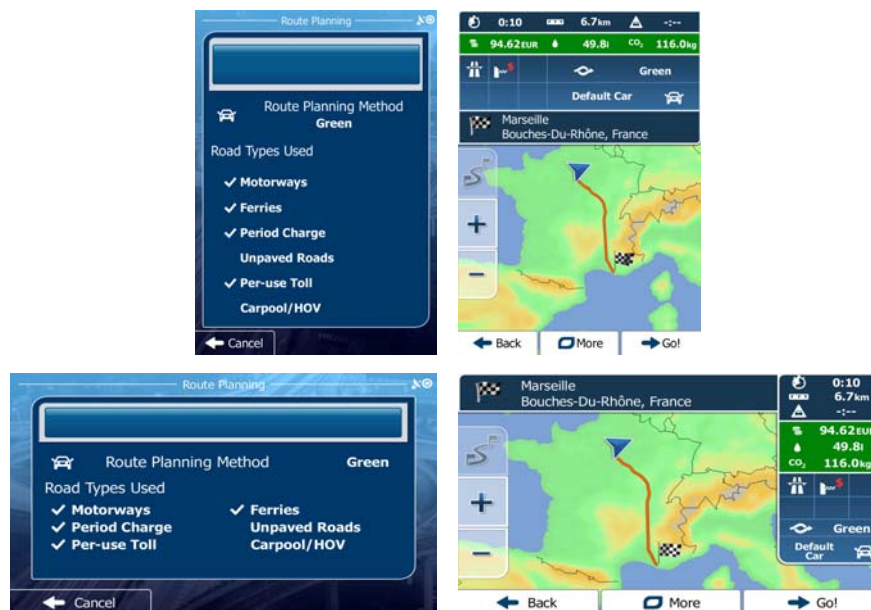 Route Planning
Route Planning Method
Green
Road Types Used
Motorways
Ferries
Period Charge
Unpaved Roads
Per-use Toll
Carpool/HOV
Cancel
0:10 6.7km -:--
94.62EUR 49.8l CO2 116.0kg
$ Green
Default Car
Marseille
Bouches-Du-Rhône, France
+
-
Back More Go!
Route Planning
Route Planning Method Green
Road Types Used
Motorways Ferries
Period Charge Unpaved Roads
Per-use Toll Carpool/HOV
Cancel
Marseille
Bouches-Du-Rhône, France
0:10
6.7km
-:--
94.62EUR
49.8l
CO2 116.0kg
$
Green
Default
Car
+
-
Back More Go!